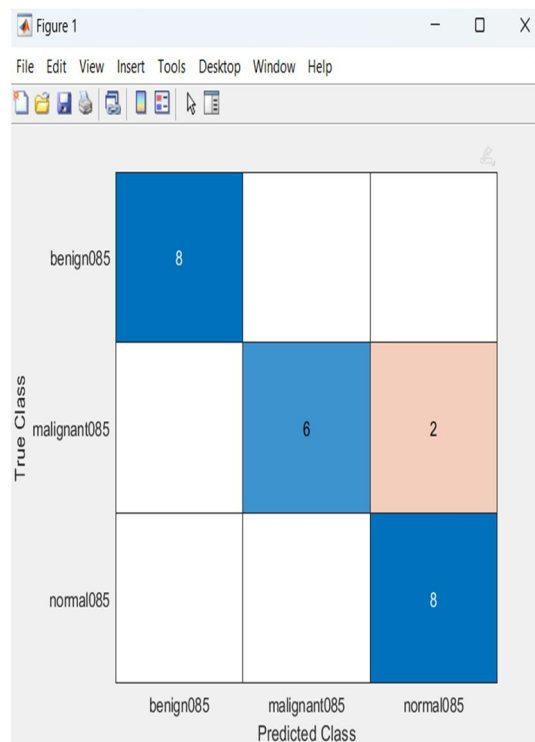 Figure 1
File Edit View Insert Tools Desktop Window Help
True Class
benign085
8
malignant085
6
2
normal085
8
benign085 malignant085 normal085
Predicted Class